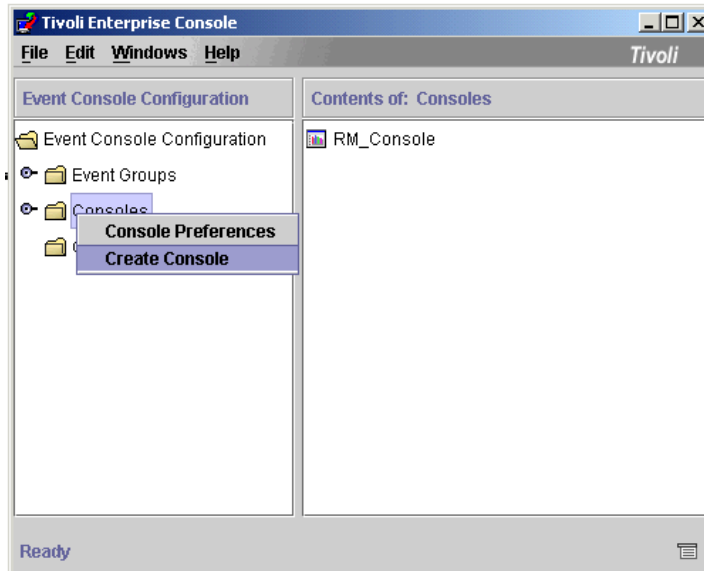 Tivoli Enterprise Console
File Edit Windows Help
Tivoli
Event Console Configuration
Contents of: Consoles
Event Console Configuration
RM_Console
Event Groups
Consoles
Console Preferences
Create Console
Ready